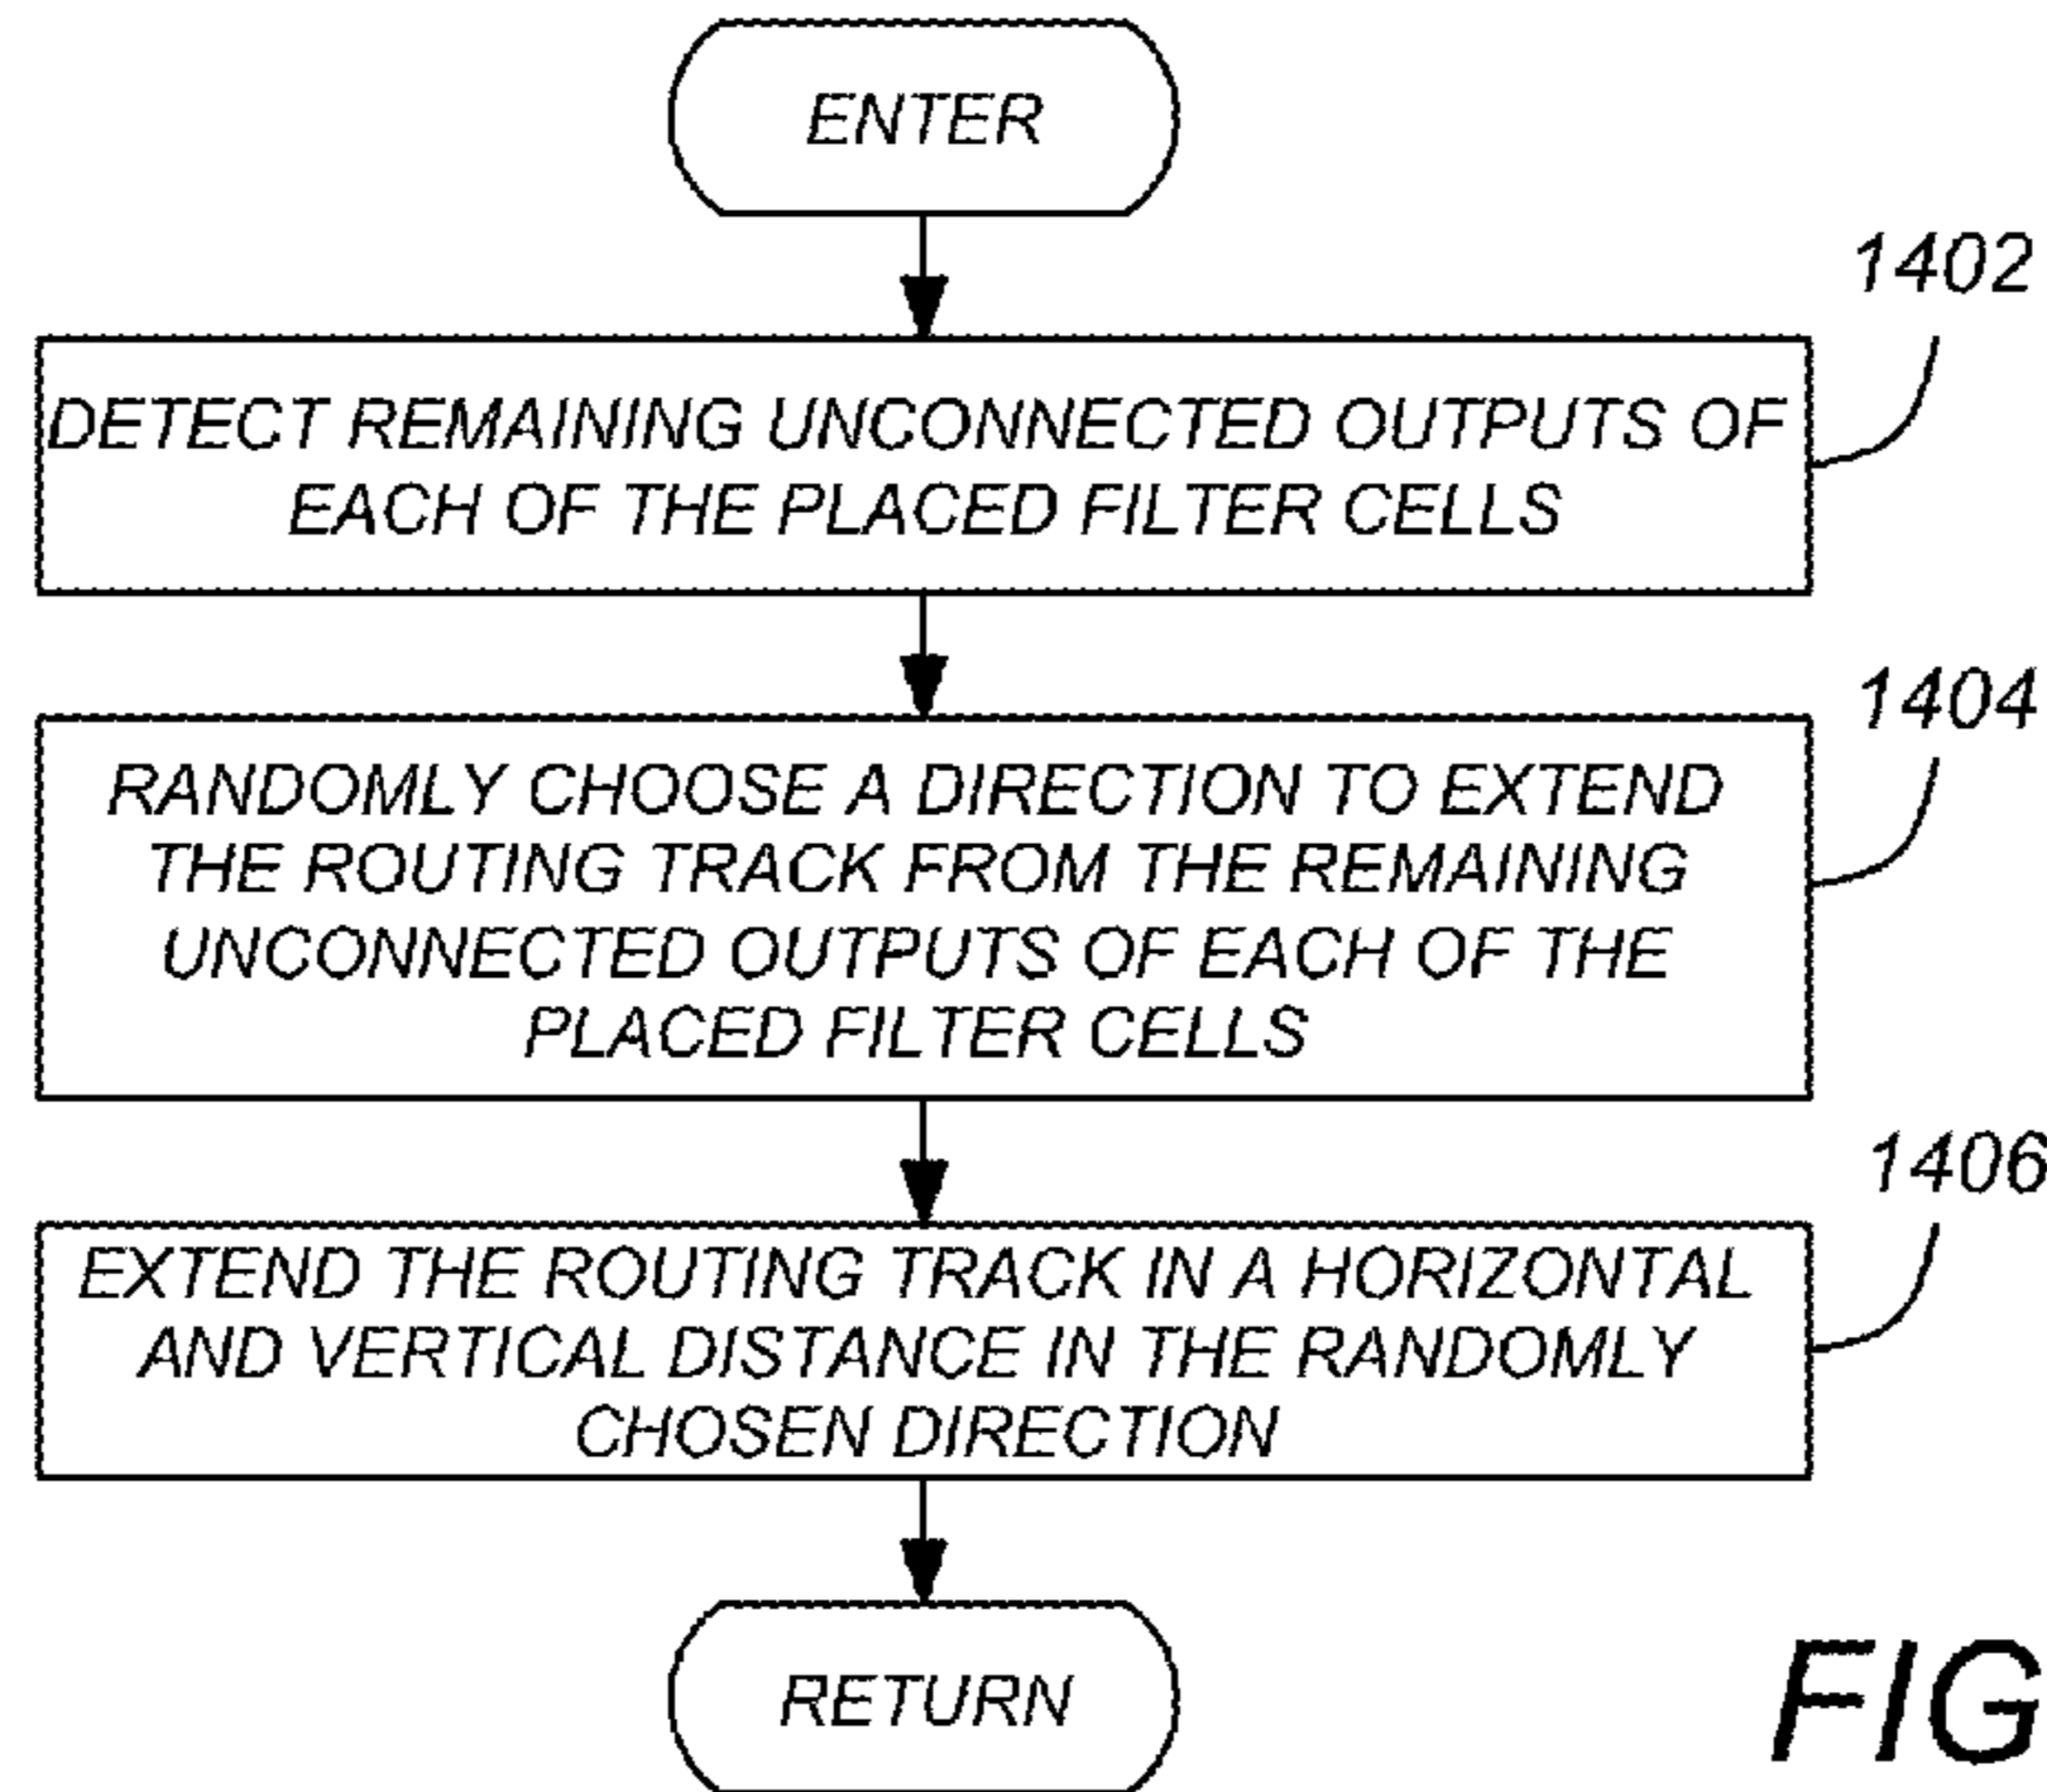 ENTER
1402
DETECT REMAINING UNCONNECTED OUTPUTS OF
EACH OF THE PLACED FILTER CELLS
1404
RANDOMLY CHOOSE A DIRECTION TO EXTEND
THE ROUTING TRACK FROM THE REMAINING
UNCONNECTED OUTPUTS OF EACH OF THE
PLACED FILTER CELLS
1406
EXTEND THE ROUTING TRACK IN A HORIZONTAL
AND VERTICAL DISTANCE IN THE RANDOMLY
CHOSEN DIRECTION
RETURN
FIG